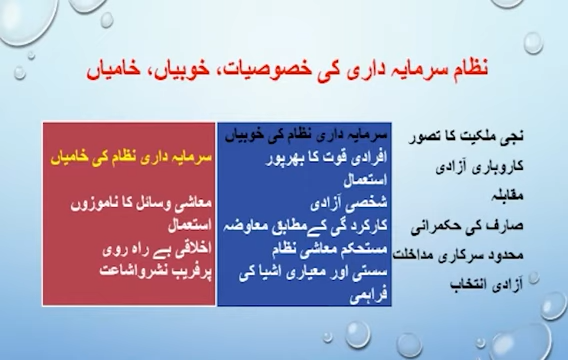 نظام سرمایہ داری کی خصوصیات، خوبیاں، خامیاں
نجی ملکیت کا تصور
کاروباری آزادی
مقابلہ
صارف کی حکمرانی
محدود سرکاری مداخلت
آزادی انتخاب
سرمایہ داری نظام کی خوبیاں
افرادی قوت کا بھرپور
استعمال
شخصی آزادی
کارکردگی کےمطابق معاوضہ
مستحکم معاشی نظام
سستی اور معیاری اشیا کی
فراہمی
سرمایہ داری نظام کی خامیاں
معاشی وسائل کا ناموزوں
استعمال
اخلاقی بے راہ روی
پرفریب نشرواشاعت